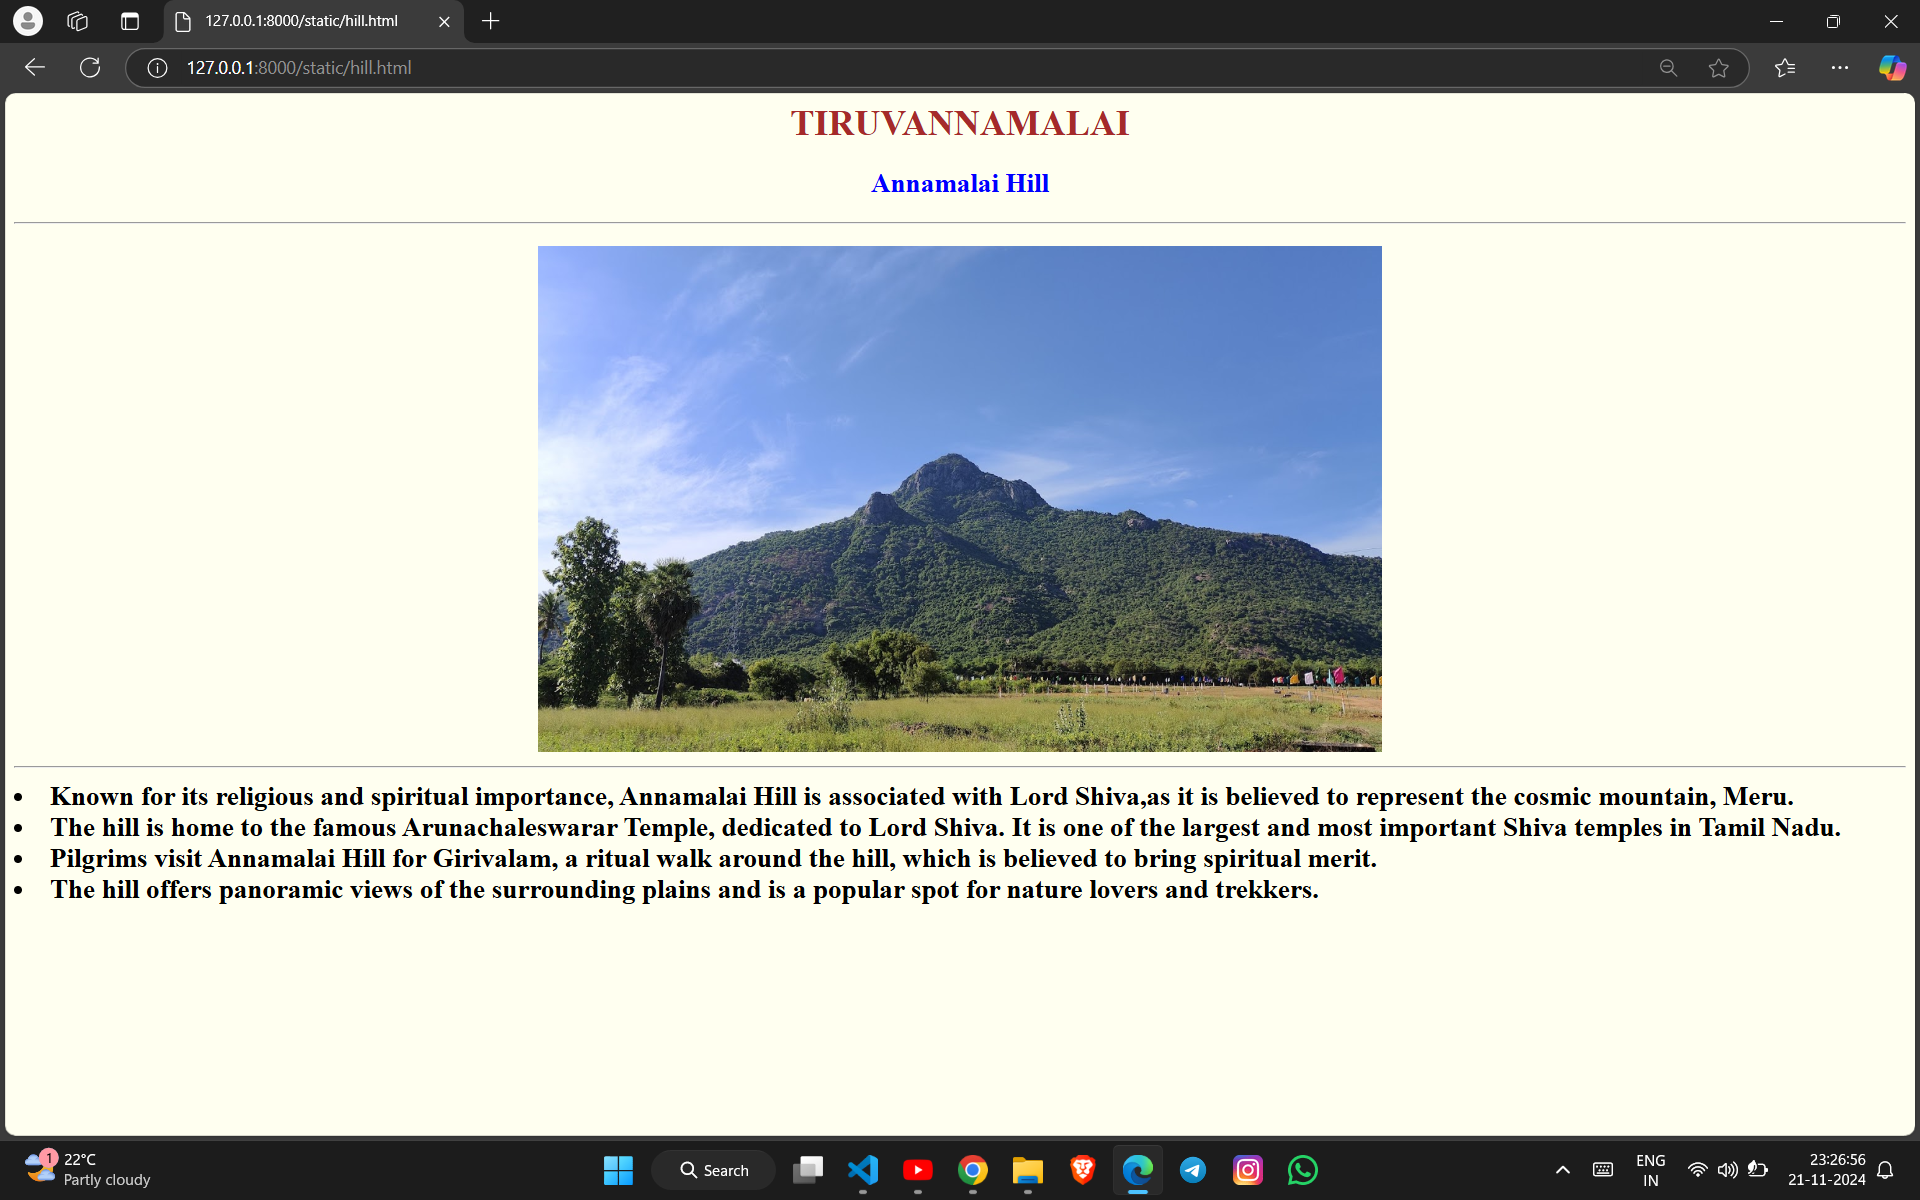 127.0.0.1:8000/static/hill.html
127.0.0.1:8000/static/hill.html
TIRUVANNAMALAI
Annamalai Hill
• Known for its religious and spiritual importance, Annamalai Hill is associated with Lord Shiva,as it is believed to represent the cosmic mountain, Meru.
• The hill is home to the famous Arunachaleswarar Temple, dedicated to Lord Shiva. It is one of the largest and most important Shiva temples in Tamil Nadu.
• Pilgrims visit Annamalai Hill for Girivalam, a ritual walk around the hill, which is believed to bring spiritual merit.
• The hill offers panoramic views of the surrounding plains and is a popular spot for nature lovers and trekkers.
1
22°C
Partly cloudy
Search
ENG
IN
23:26:56
21-11-2024